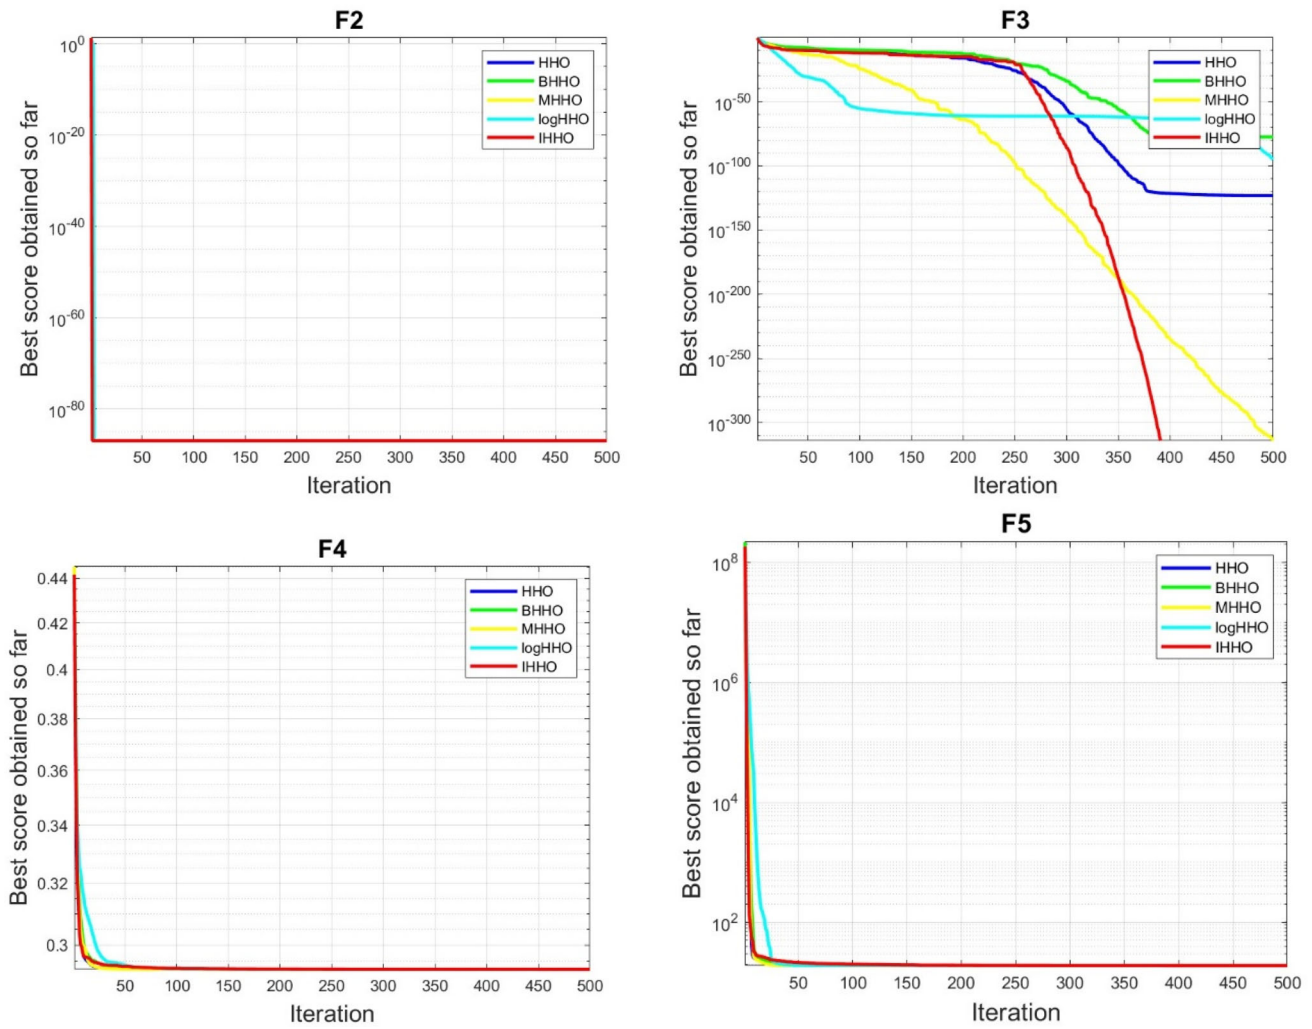 F2
Best score obtained so far
10^0
10^-20
10^-40
10^-60
10^-80
HHO
BHHO
MHHO
logHHO
IHHO
50 100 150 200 250 300 350 400 450 500
Iteration
F3
Best score obtained so far
10^-50
10^-100
10^-150
10^-200
10^-250
10^-300
HHO
BHHO
MHHO
logHHO
IHHO
50 100 150 200 250 300 350 400 450 500
Iteration
F4
Best score obtained so far
0.44
0.42
0.4
0.38
0.36
0.34
0.32
0.3
HHO
BHHO
MHHO
logHHO
IHHO
50 100 150 200 250 300 350 400 450 500
Iteration
F5
Best score obtained so far
10^8
10^6
10^4
10^2
HHO
BHHO
MHHO
logHHO
IHHO
50 100 150 200 250 300 350 400 450 500
Iteration